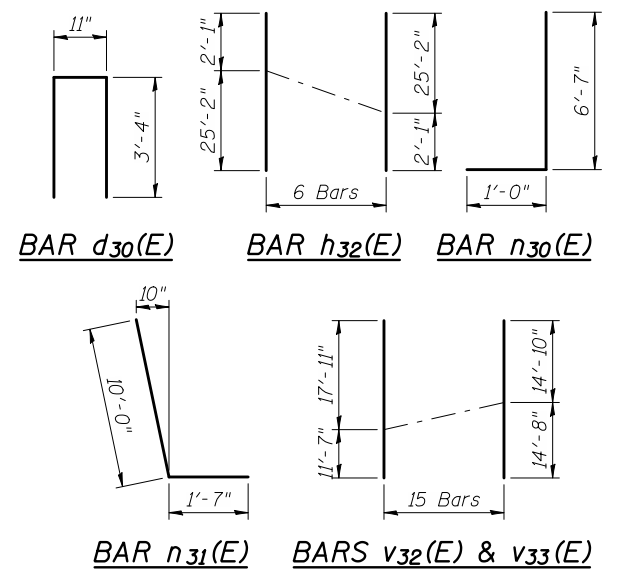 11"
3'-4"
BAR d30(E)
2'-1"
25'-2"
25'-2"
2'-1"
6 Bars
BAR h32(E)
6'-7"
1'-0"
BAR n30(E)
10"
10'-0"
1'-7"
BAR n31(E)
17'-11"
11'-7"
14'-10"
14'-8"
15 Bars
BARS v32(E) & v33(E)